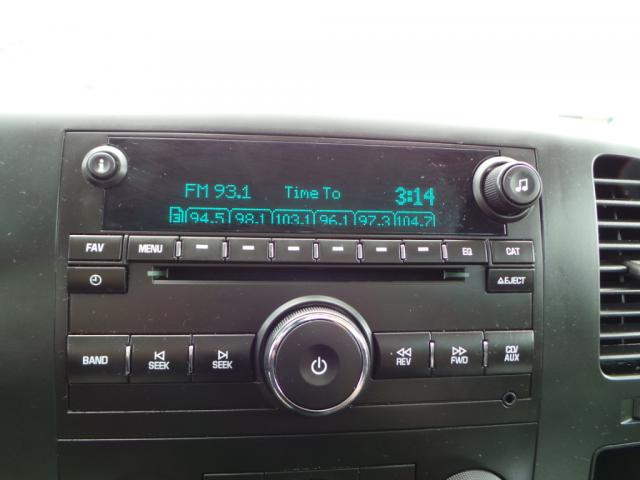 FM 93.1 Time To 3:14
3 94.5 98.1 103.1 96.1 97.3 104.7
FAV MENU EQ CAT
EJECT
BAND SEEK SEEK REV FWD CD/
AUX